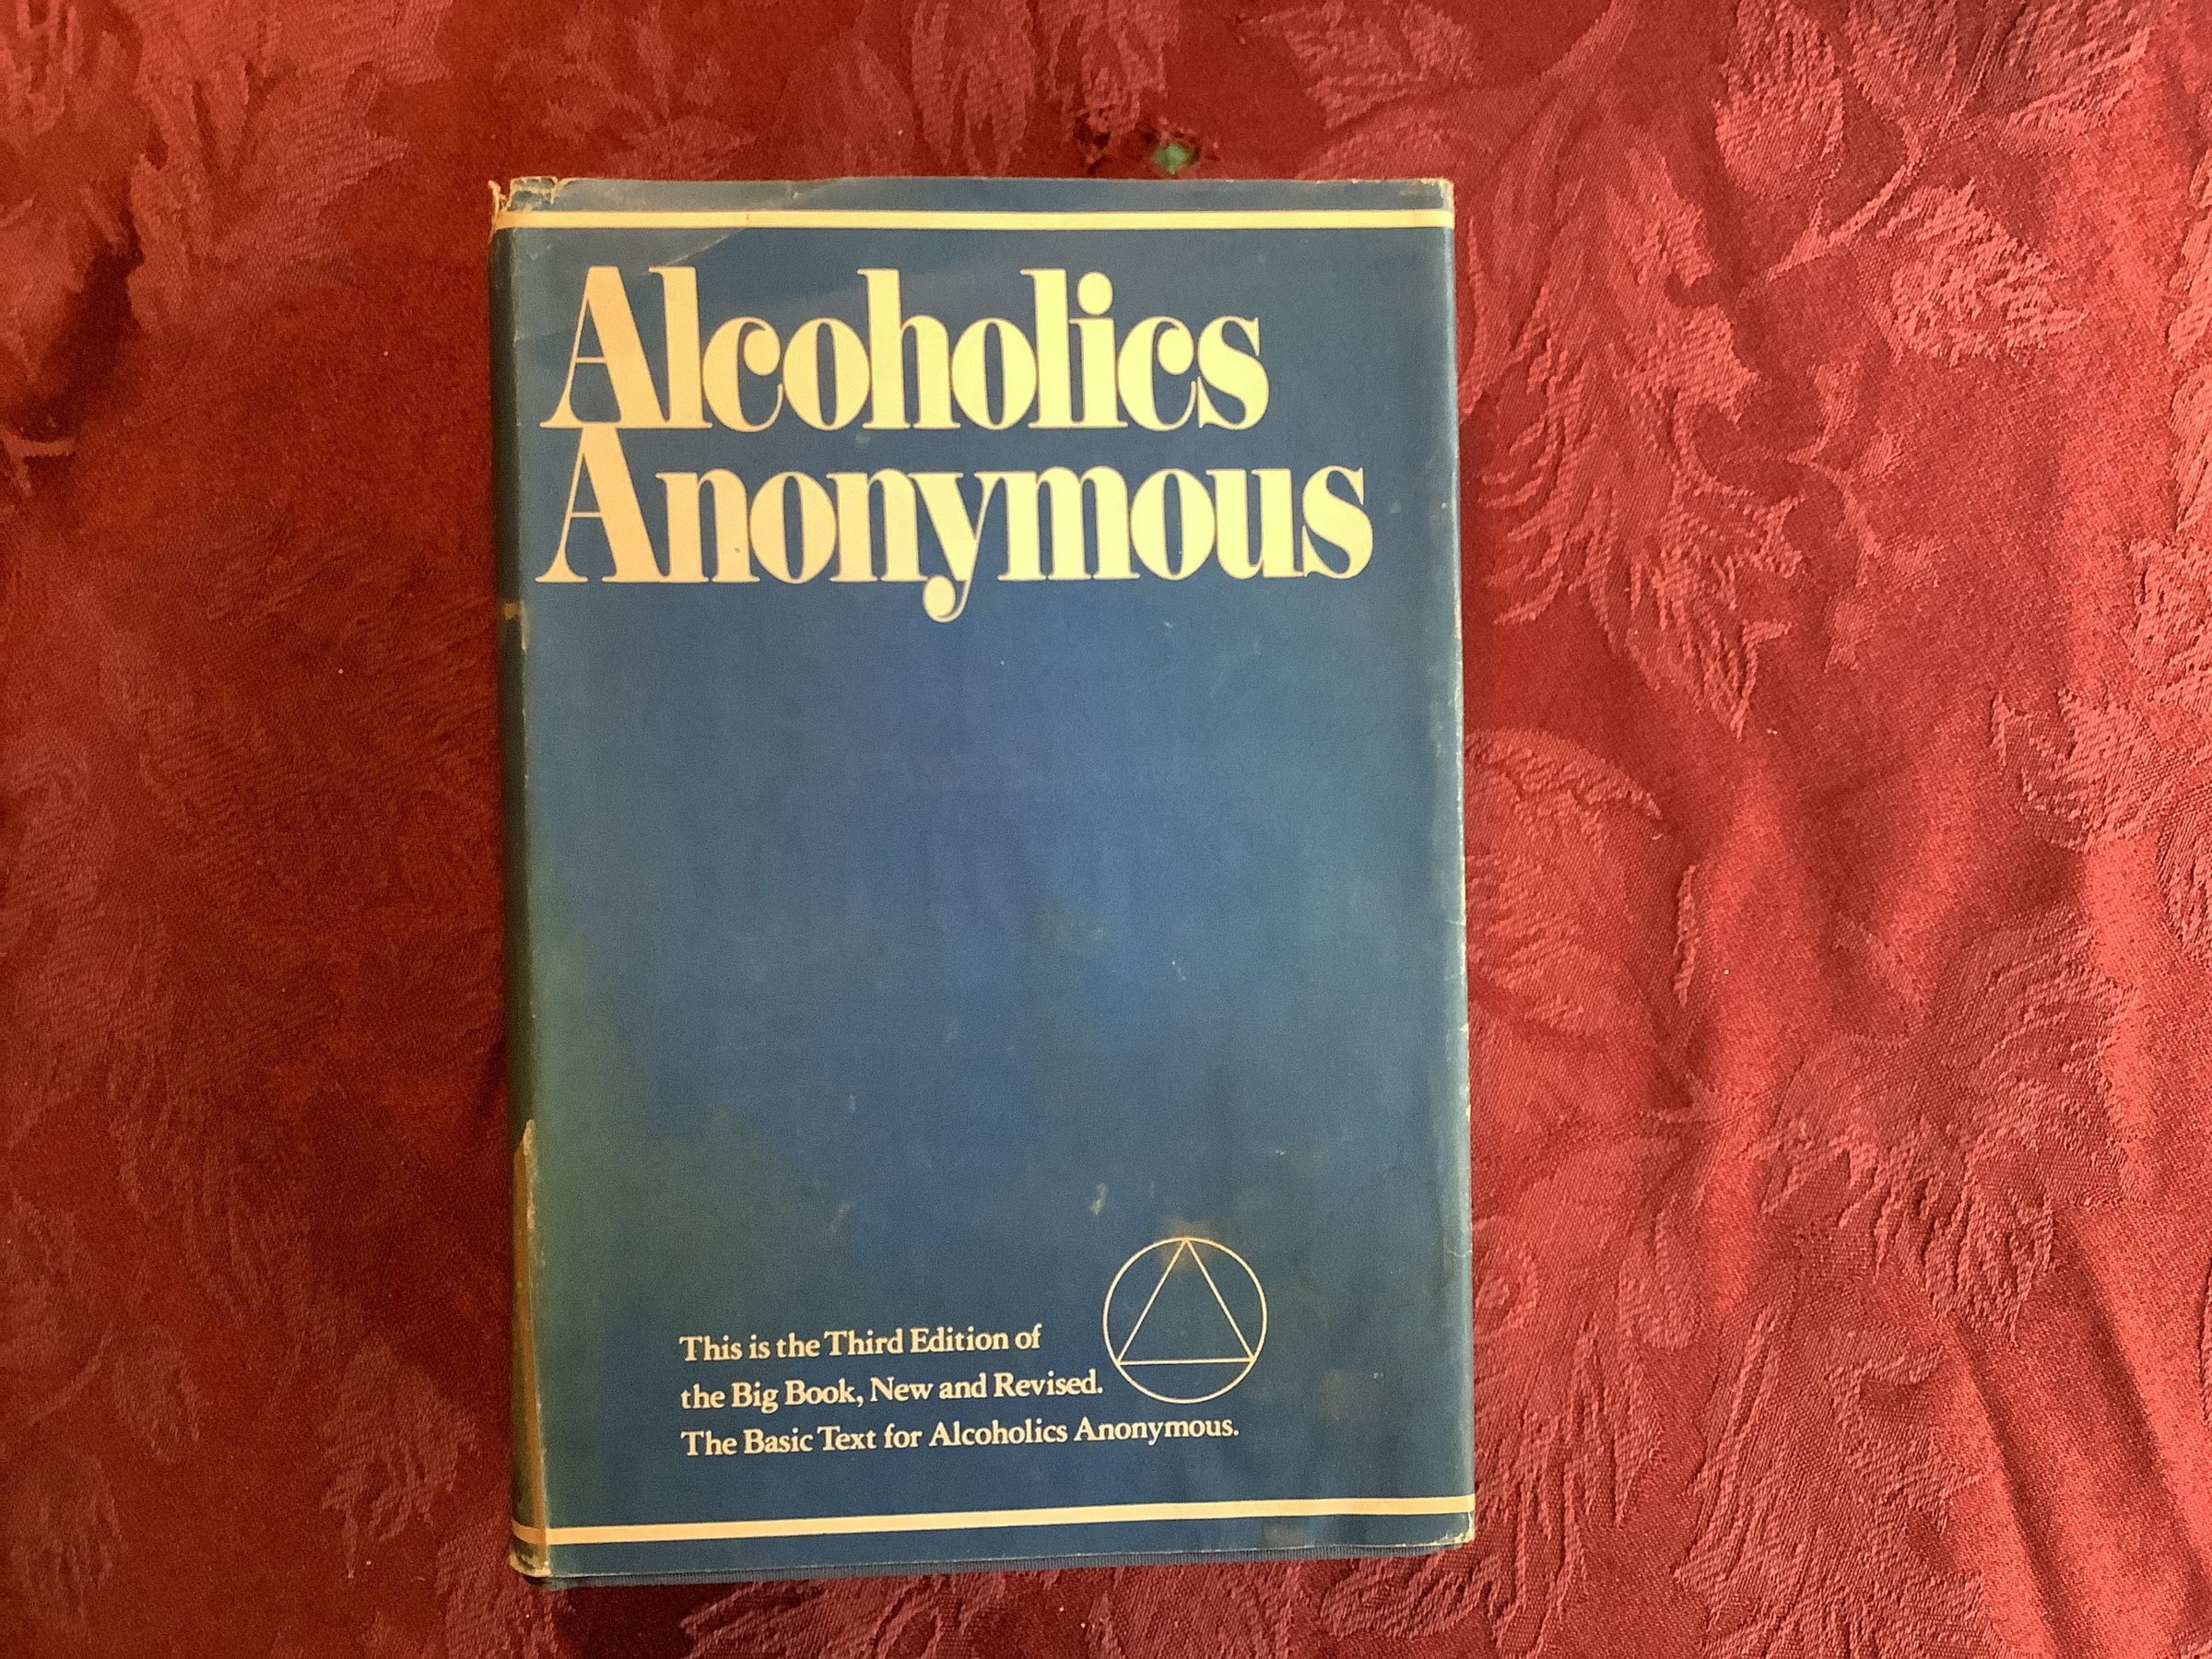 Alcoholics
Anonymous
This is the Third Edition of
the Big Book, New and Revised.
The Basic Text for Alcoholics Anonymous.